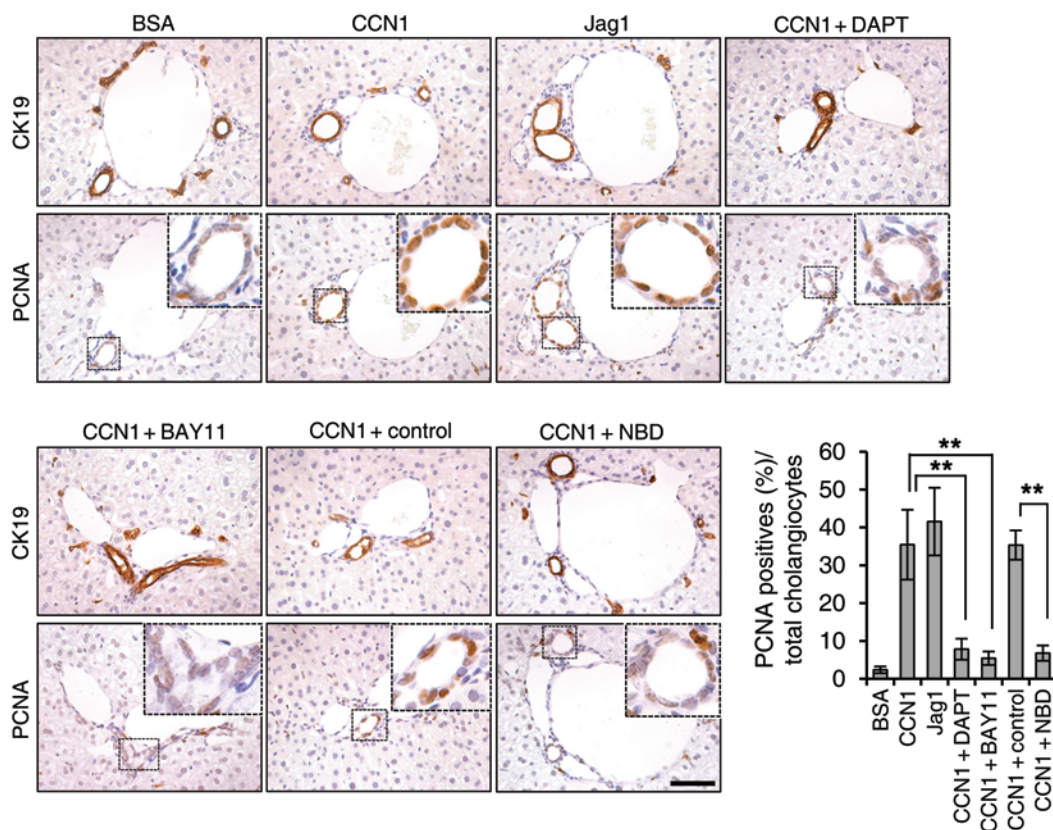 BSA CCN1 Jag1 CCN1 + DAPT
CK19
PCNA
CCN1 + BAY11 CCN1 + control CCN1 + NBD
CK19
PCNA
PCNA positives (%)/
total cholangiocytes
60
50
40
30
20
10
0
**
**
**
BSA
CCN1
Jag1
CCN1 + DAPT
CCN1 + BAY11
CCN1 + control
CCN1 + NBD